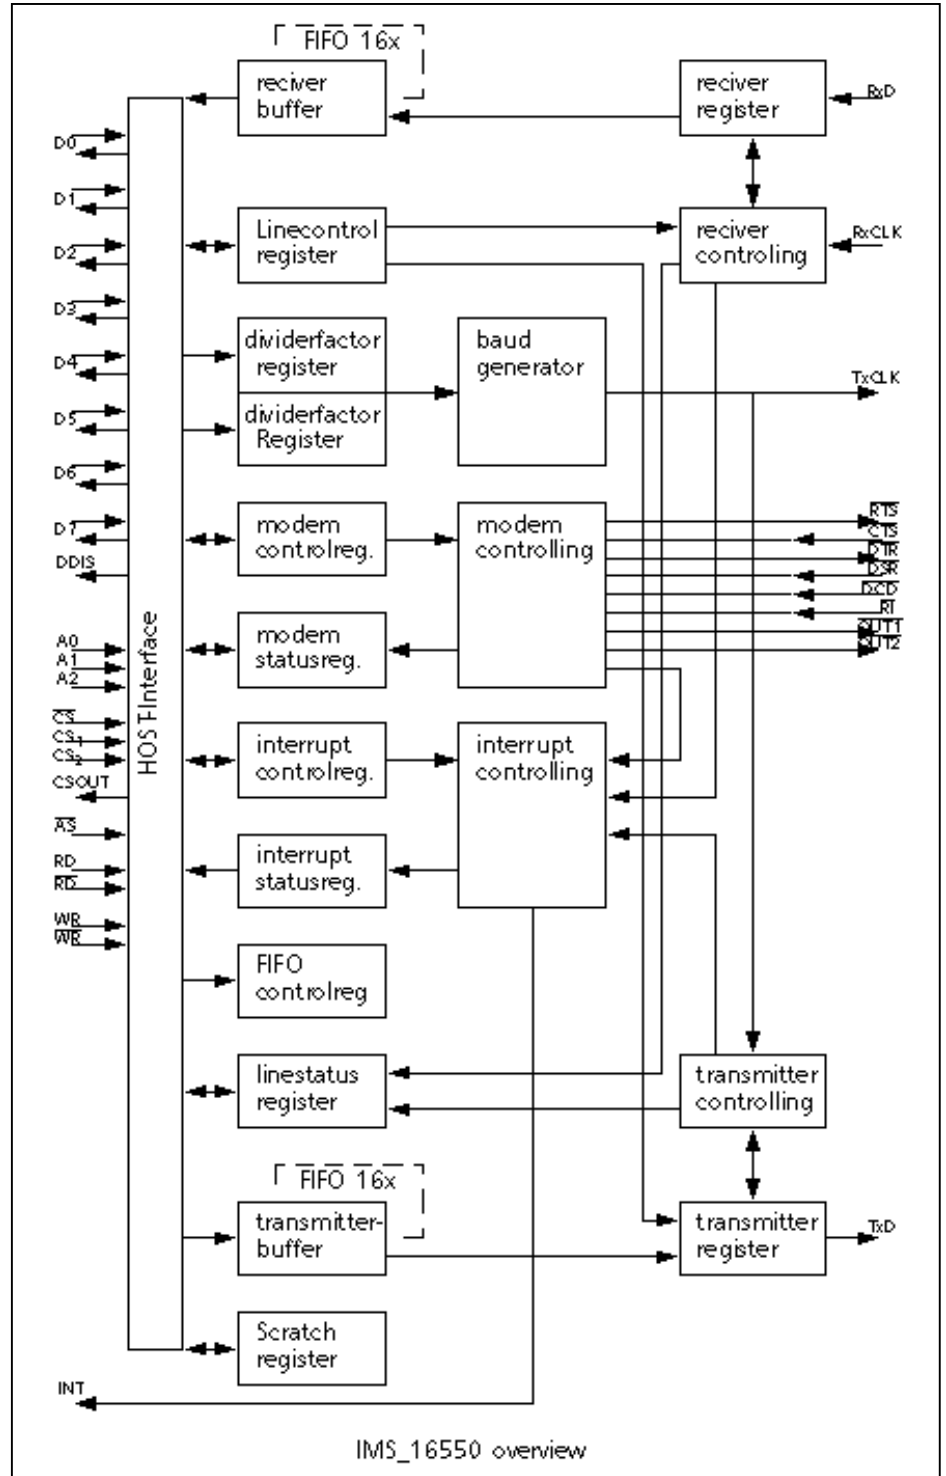 FIFO 16x
reciver
buffer
reciver
register
RxD
D0
D1
D2
D3
D4
D5
D6
D7
DDIS
A0
A1
A2
CS
CS1
CS2
CSOUT
AS
RD
RD
WR
WR
INT
HOST-Interface
Linecontrol
register
reciver
controling
RxCLK
dividerfactor
register
dividerfactor
Register
baud
generator
TxCLK
modem
controlreg.
modem
controlling
RTS
CTS
DTR
DSR
DCD
RI
OUT1
OUT2
modem
statusreg.
interrupt
controlreg.
interrupt
controlling
interrupt
statusreg.
FIFO
controlreg
linestatus
register
transmitter
controlling
FIFO 16x
transmitter-
buffer
transmitter
register
TxD
Scratch
register
IMS_16550 overview